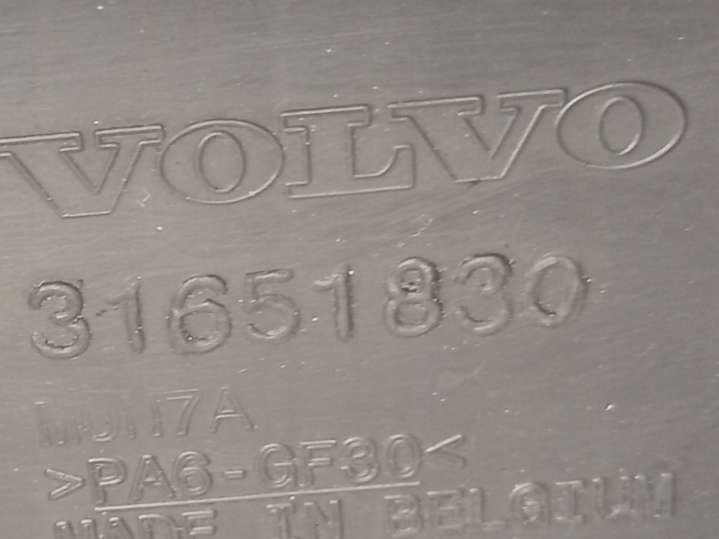 VOLVO
31651830
>PA6-GF30<
MADE IN BELGIUM